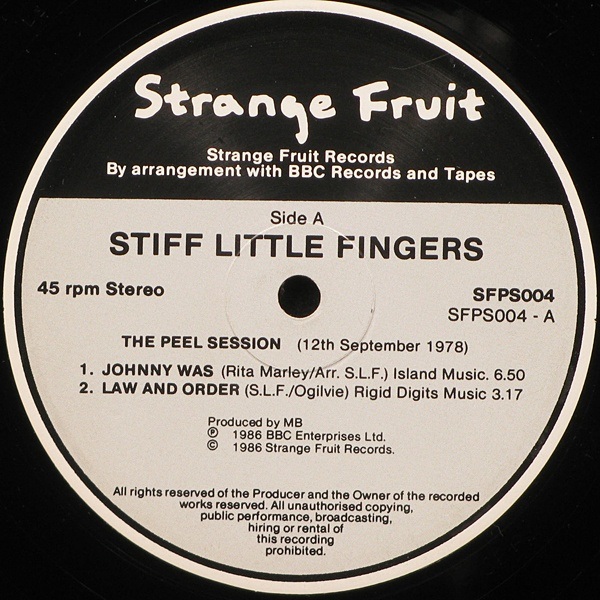 Strange Fruit
Strange Fruit Records
By arrangement with BBC Records and Tapes
Side A
STIFF LITTLE FINGERS
45 rpm Stereo
SFPS004
SFPS004 - A
THE PEEL SESSION (12th September 1978)
1. JOHNNY WAS (Rita Marley/Arr. S.L.F.) Island Music. 6.50
2. LAW AND ORDER (S.L.F./Ogilvie) Rigid Digits Music 3.17
Produced by MB
℗ 1986 BBC Enterprises Ltd.
© 1986 Strange Fruit Records.
All rights reserved of the Producer and the Owner of the recorded
works reserved. All unauthorised copying,
public performance, broadcasting,
hiring or rental of
this recording
prohibited.